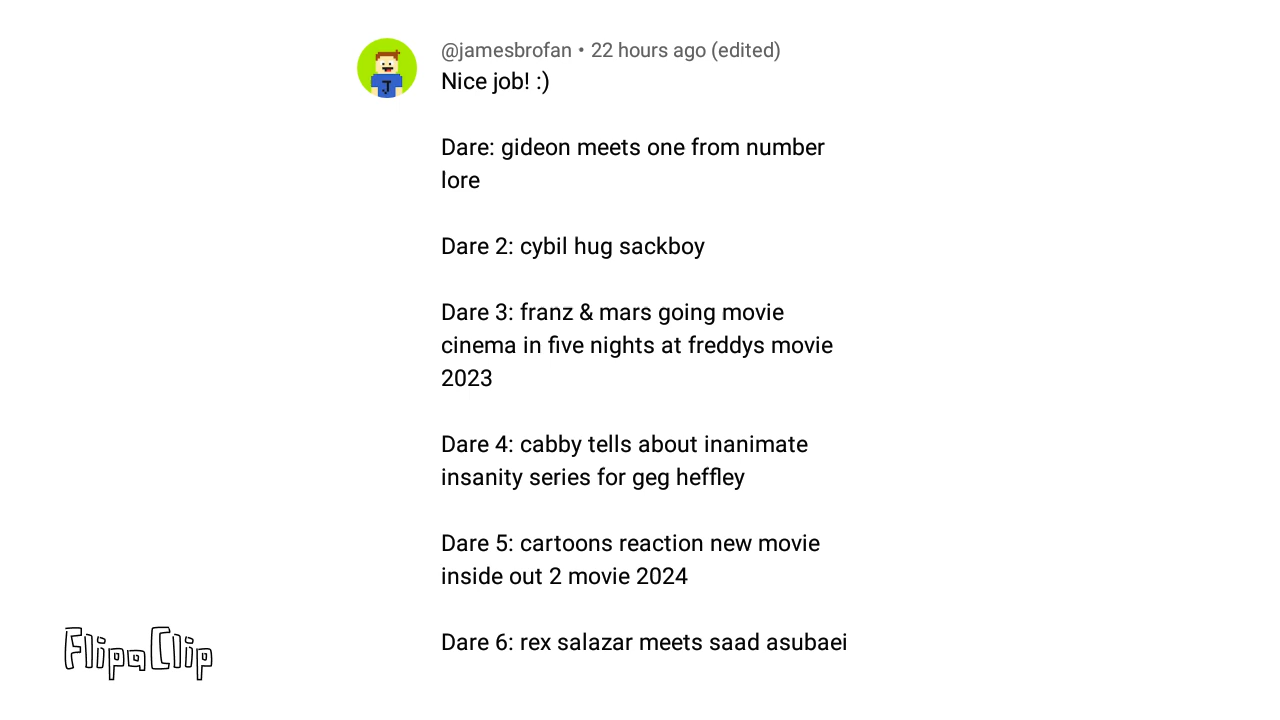 @jamesbrofan • 22 hours ago (edited)
Nice job! :)
Dare: gideon meets one from number
lore
Dare 2: cybil hug sackboy
Dare 3: franz & mars going movie
cinema in five nights at freddys movie
2023
Dare 4: cabby tells about inanimate
insanity series for geg heffley
Dare 5: cartoons reaction new movie
inside out 2 movie 2024
Dare 6: rex salazar meets saad asubaei
J
FlipaClip